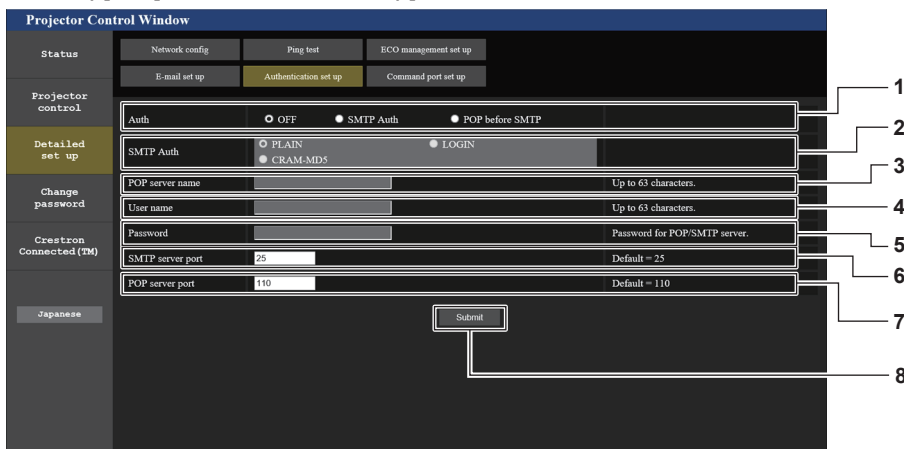 Projector Control Window
Status
Network config
Ping test
ECO management set up
E-mail set up
Authentication set up
Command port set up
Projector
control
Detailed
set up
Change
password
Crestron
Connected(TM)
Japanese
Auth
OFF
SMTP Auth
POP before SMTP
1
SMTP Auth
PLAIN
LOGIN
CRAM-MD5
2
POP server name
Up to 63 characters.
3
User name
Up to 63 characters.
4
Password
Password for POP/SMTP server.
5
SMTP server port
25
Default = 25
6
POP server port
110
Default = 110
7
Submit
8